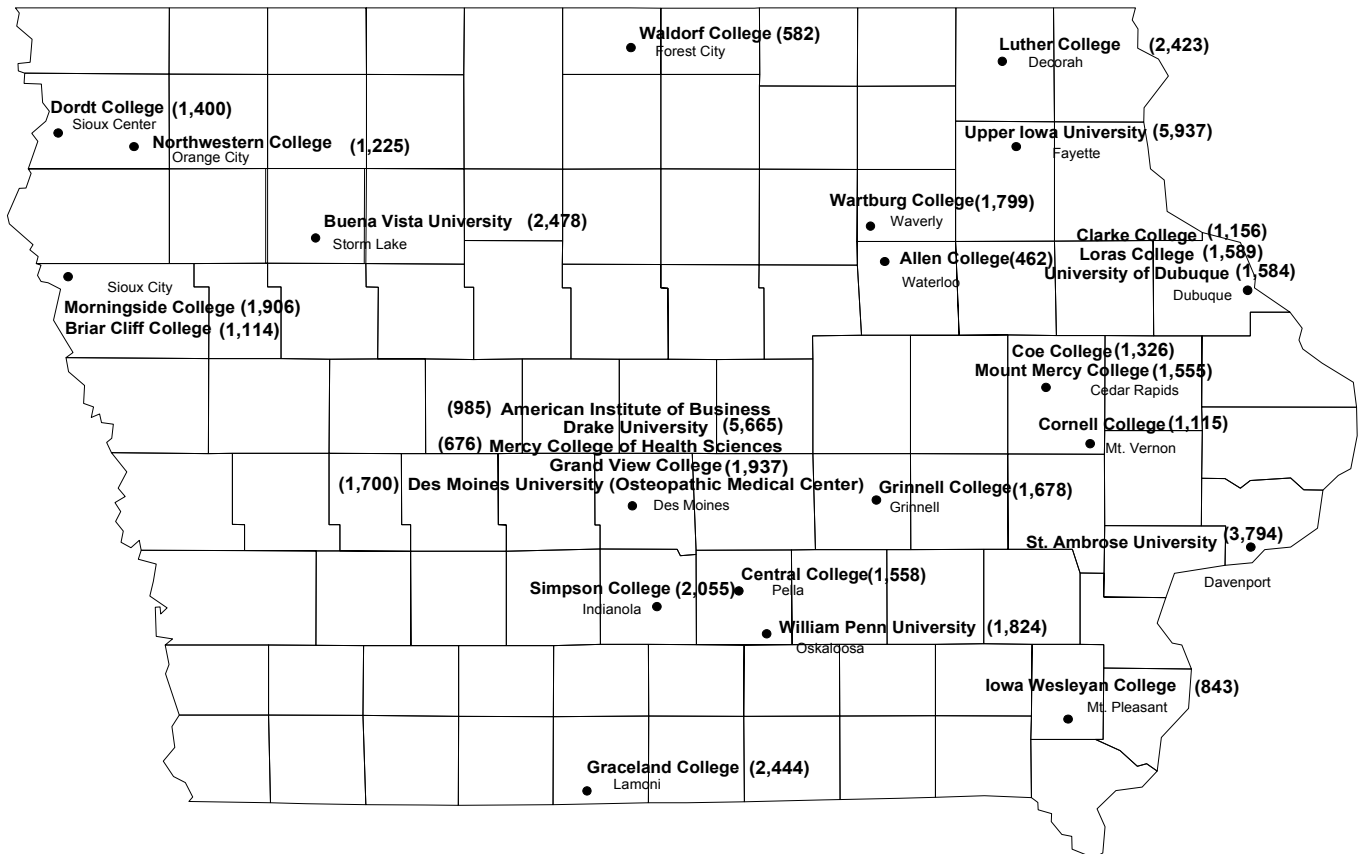 Waldorf College (582)
Forest City
Luther College (2,423)
Decorah
Dordt College (1,400)
Sioux Center
Northwestern College (1,225)
Orange City
Upper Iowa University (5,937)
Fayette
Buena Vista University (2,478)
Storm Lake
Wartburg College (1,799)
Waverly
Allen College (462)
Waterloo
Clarke College (1,156)
Loras College (1,589)
University of Dubuque (1,584)
Dubuque
Sioux City
Morningside College (1,906)
Briar Cliff College (1,114)
Coe College (1,326)
Mount Mercy College (1,555)
Cedar Rapids
Cornell College (1,115)
Mt. Vernon
(985) American Institute of Business
Drake University (5,665)
(676) Mercy College of Health Sciences
Grand View College (1,937)
(1,700) Des Moines University (Osteopathic Medical Center)
Des Moines
Grinnell College (1,678)
Grinnell
St. Ambrose University (3,794)
Davenport
Simpson College (2,055)
Indianola
Central College (1,558)
Pella
William Penn University (1,824)
Oskaloosa
Iowa Wesleyan College (843)
Mt. Pleasant
Graceland College (2,444)
Lamoni